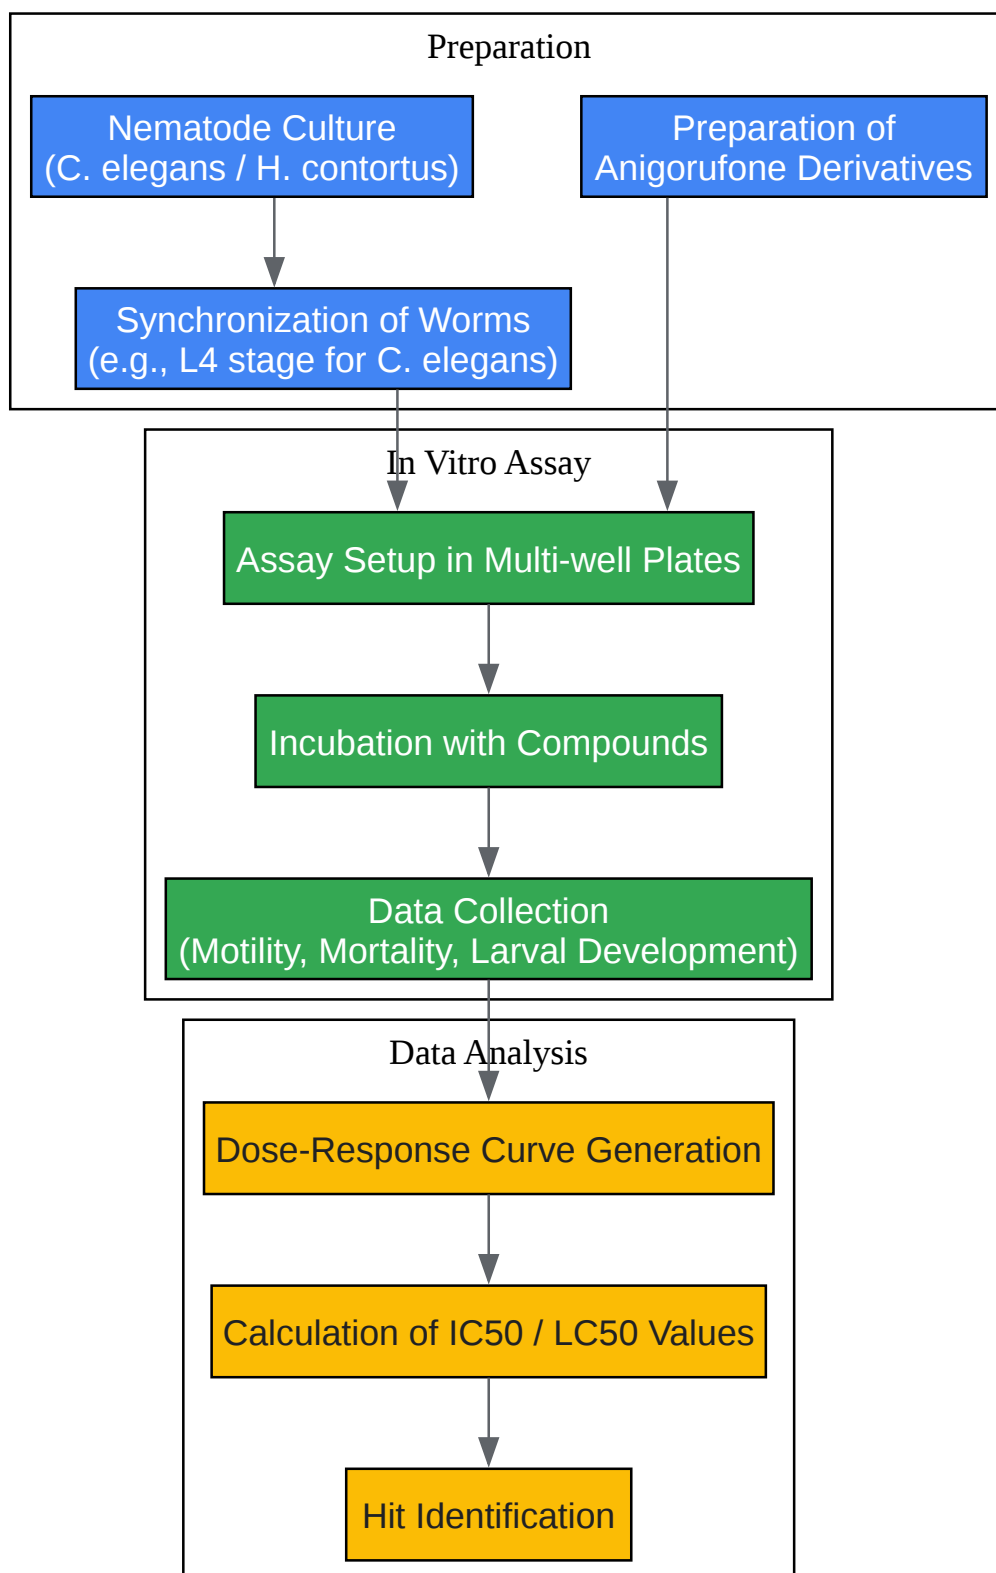 Preparation
Nematode Culture
(C. elegans / H. contortus)
Preparation of
Anigorufone Derivatives
Synchronization of Worms
(e.g., L4 stage for C. elegans)
In Vitro Assay
Assay Setup in Multi-well Plates
Incubation with Compounds
Data Collection
(Motility, Mortality, Larval Development)
Data Analysis
Dose-Response Curve Generation
Calculation of IC50 / LC50 Values
Hit Identification